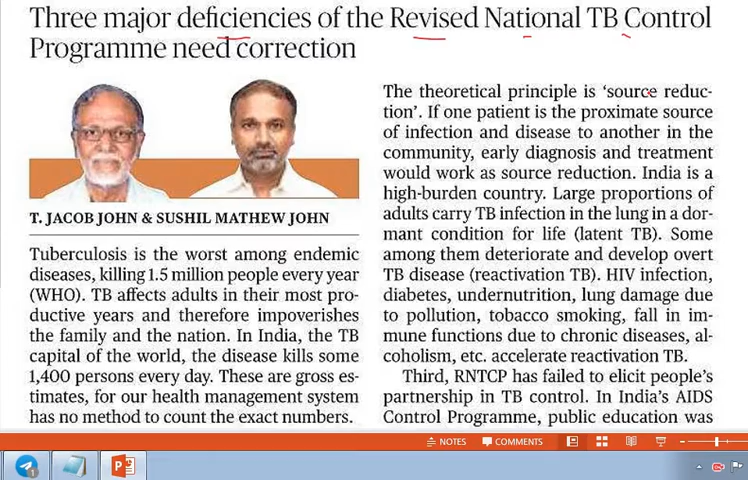 Three major deficiencies of the Revised National TB Control
Programme need correction
T. JACOB JOHN & SUSHIL MATHEW JOHN
Tuberculosis is the worst among endemic
diseases, killing 1.5 million people every year
(WHO). TB affects adults in their most pro-
ductive years and therefore impoverishes
the family and the nation. In India, the TB
capital of the world, the disease kills some
1,400 persons every day. These are gross es-
timates, for our health management system
has no method to count the exact numbers.
The theoretical principle is ‘source reduc-
tion’. If one patient is the proximate source
of infection and disease to another in the
community, early diagnosis and treatment
would work as source reduction. India is a
high-burden country. Large proportions of
adults carry TB infection in the lung in a dor-
mant condition for life (latent TB). Some
among them deteriorate and develop overt
TB disease (reactivation TB). HIV infection,
diabetes, undernutrition, lung damage due
to pollution, tobacco smoking, fall in im-
mune functions due to chronic diseases, al-
coholism, etc. accelerate reactivation TB.
Third, RNTCP has failed to elicit people’s
partnership in TB control. In India’s AIDS
Control Programme, public education was
NOTES COMMENTS